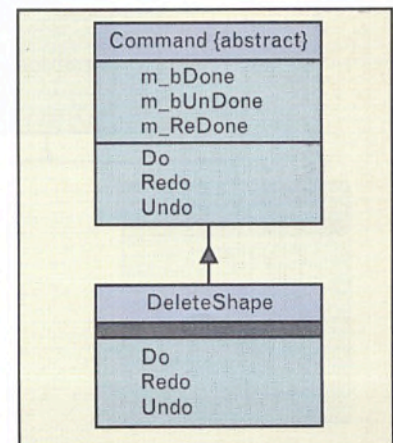 Command {abstract}
m_bDone
m_bUnDone
m_ReDone
Do
Redo
Undo
DeleteShape
Do
Redo
Undo